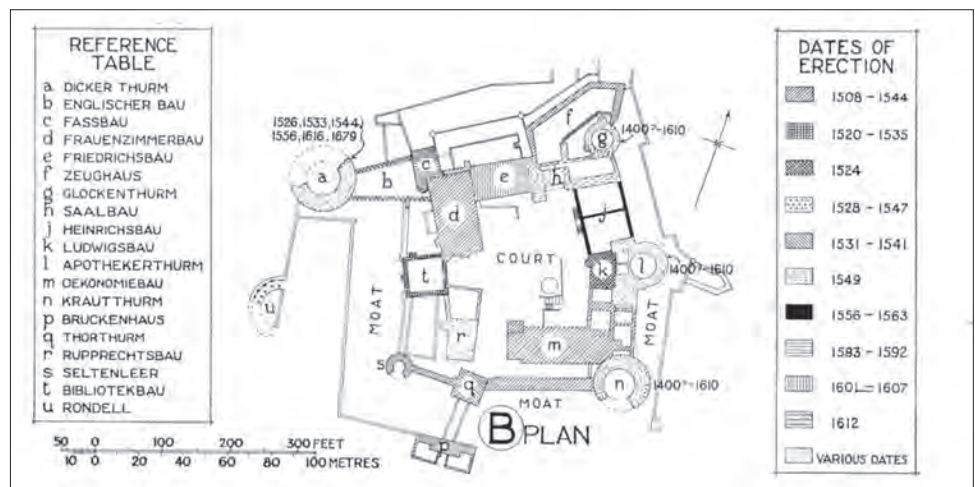 REFERENCE
TABLE
a DICKER THURM
b ENGLISCHER BAU
c FASSBAU
d FRAUENZIMMERBAU
e FRIEDRICHSBAU
f ZEUGHAUS
g GLOCKENTHURM
h SAALBAU
j HEINRICHSBAU
k LUDWIGSBAU
l APOTHEKERTHURM
m OEKONOMIEBAU
n KRAUTTHURM
p BRUCKENHAUS
q THORTHURM
r RUPPRECHTSBAU
s SELTENLEER
t BIBLIOTEKBAU
u RONDELL
50 0 100 200 300 FEET
10 0 20 40 60 80 100 METRES
1526, 1533, 1544,
1556, 1616, 1679
f
g
1400?-1610
a
b
c
e
h
d
j
COURT
k
l
1400?-1610
t
u
MOAT
MOAT
r
m
s
q
n
1400?-1610
MOAT
B PLAN
p
DATES OF
ERECTION
1508-1544
1520-1535
1524
1528-1547
1531-1541
1549
1556-1563
1583-1592
1601-1607
1612
VARIOUS DATES